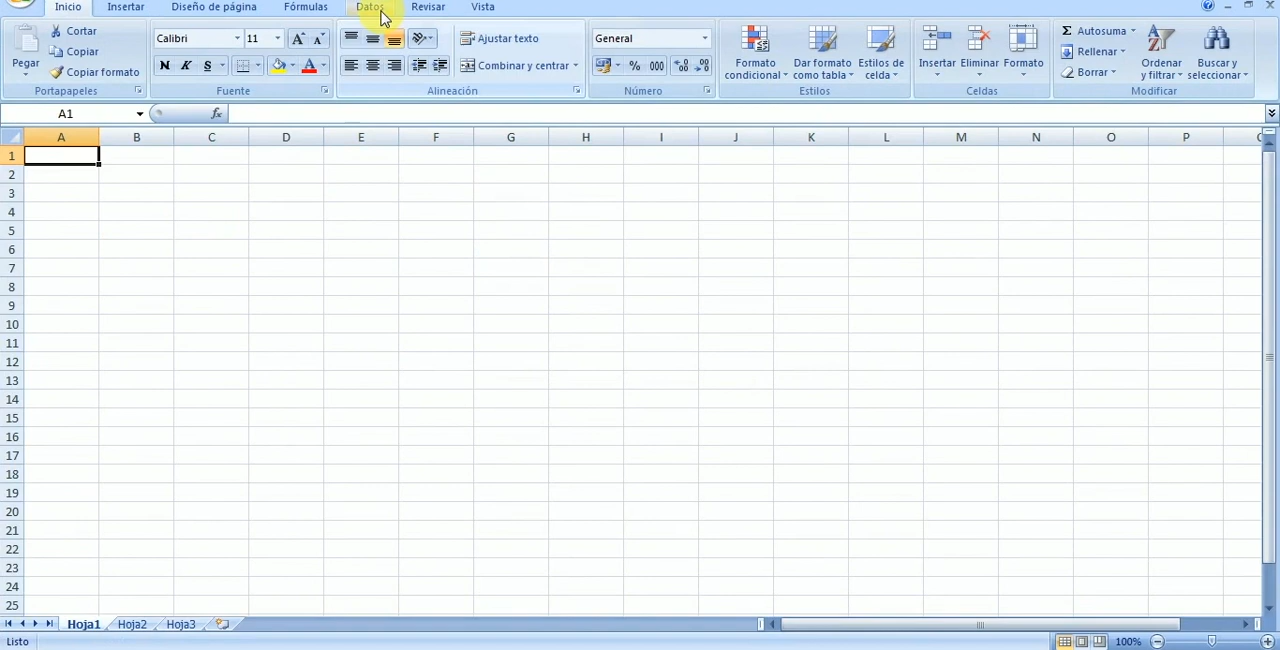 Inicio Insertar Diseño de página Fórmulas Datos Revisar Vista
Cortar
Copiar
Copiar formato
Pegar
Portapapeles
Calibri 11
N K S
Fuente
Ajustar texto
Combinar y centrar
Alineación
General
% 000
Número
Formato condicional
Dar formato como tabla
Estilos de celda
Estilos
Insertar Eliminar Formato
Celdas
Σ Autosuma
Rellenar
Borrar
Ordenar y filtrar
Buscar y seleccionar
Modificar
A1 fx
A B C D E F G H I J K L M N O P
1
2
3
4
5
6
7
8
9
10
11
12
13
14
15
16
17
18
19
20
21
22
23
24
25
Hoja1 Hoja2 Hoja3
Listo 100%